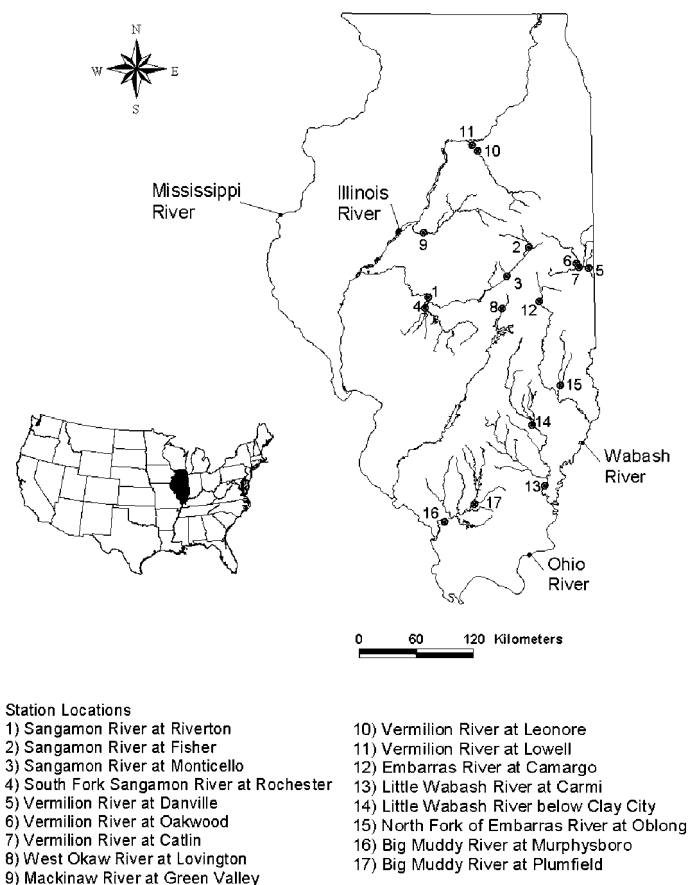 N
W E
S
11
10
Mississippi
River
Illinois
River
9
2
6
7
5
3
1
4
8
12
15
14
Wabash
River
13
17
16
Ohio
River
0 60 120 Kilometers
Station Locations
1) Sangamon River at Riverton
2) Sangamon River at Fisher
3) Sangamon River at Monticello
4) South Fork Sangamon River at Rochester
5) Vermilion River at Danville
6) Vermilion River at Oakwood
7) Vermilion River at Catlin
8) West Okaw River at Lovington
9) Mackinaw River at Green Valley
10) Vermilion River at Leonore
11) Vermilion River at Lowell
12) Embarras River at Camargo
13) Little Wabash River at Carmi
14) Little Wabash River below Clay City
15) North Fork of Embarras River at Oblong
16) Big Muddy River at Murphysboro
17) Big Muddy River at Plumfield